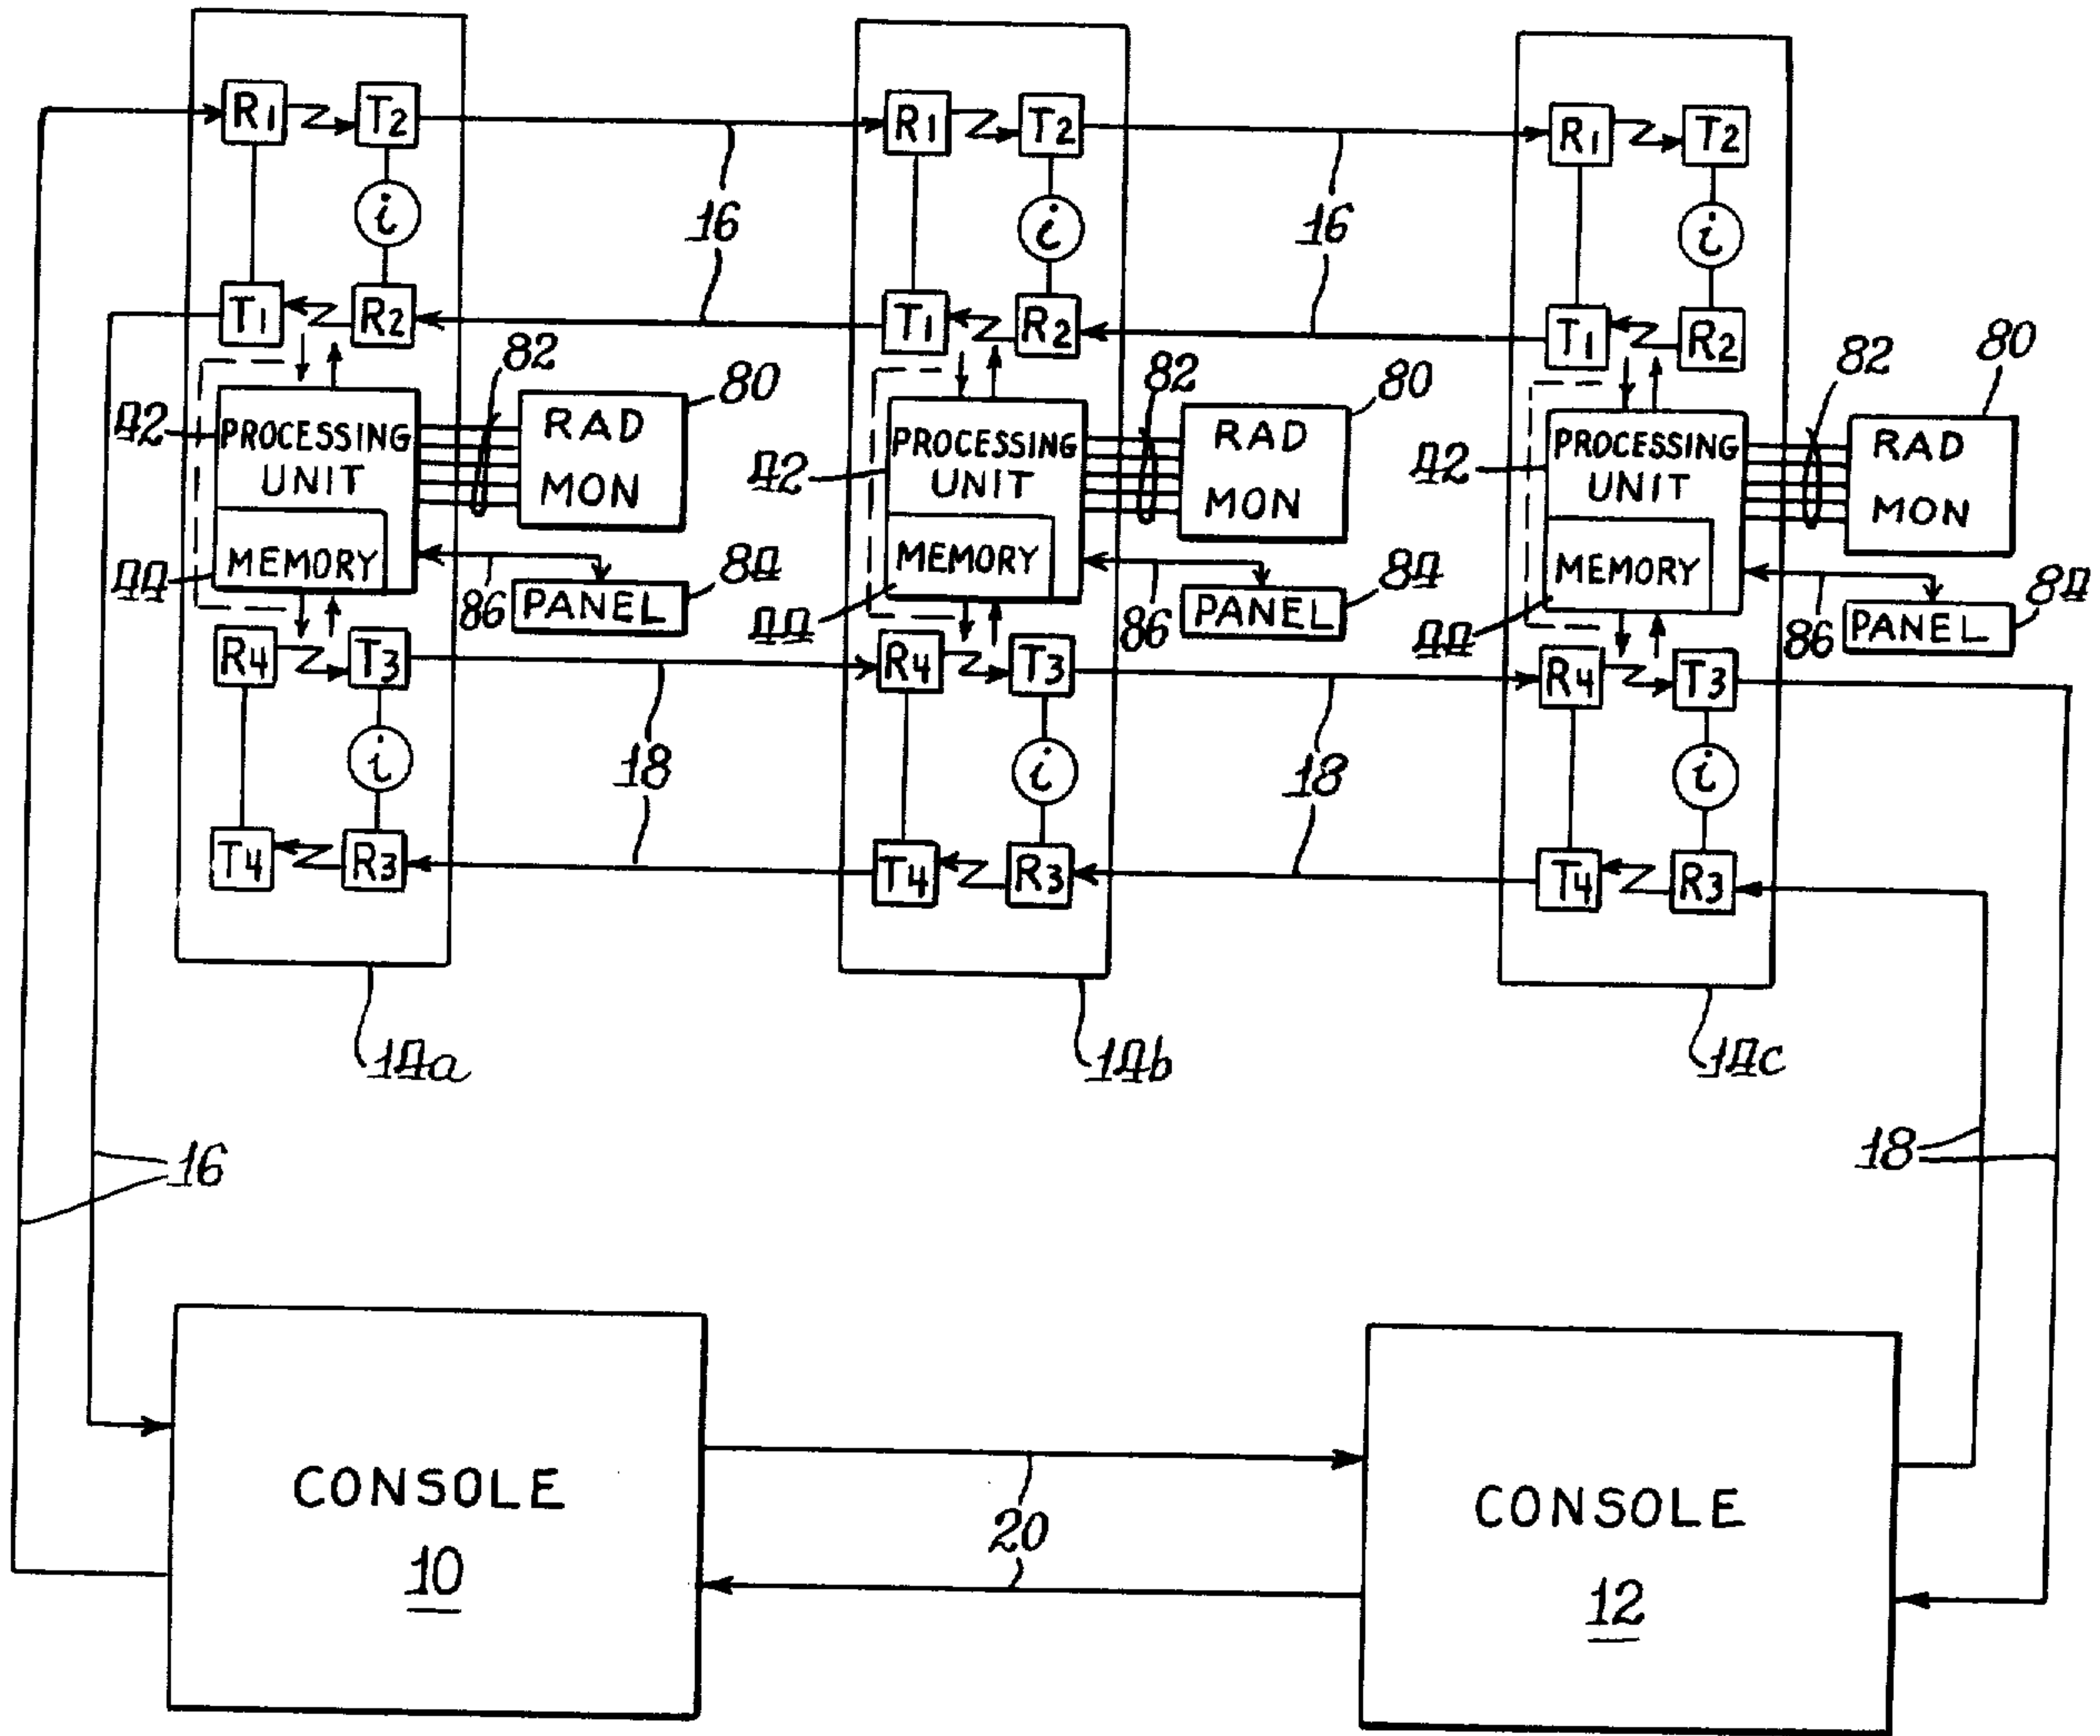 R1 T2 R1 T2 R1 T2
i i i
16 16
T1 R2 T1 R2 T1 R2
82 80 82 80 82 80
42 PROCESSING UNIT RAD MON
42 PROCESSING UNIT RAD MON
42 PROCESSING UNIT RAD MON
44 MEMORY 86 PANEL 84
44 MEMORY 86 PANEL 84
44 MEMORY 86 PANEL 84
R4 T3 R4 T3 R4 T3
i i i
18 18
T4 R3 T4 R3 T4 R3
14a 14b 14c
16 18
CONSOLE
10
20
CONSOLE
12